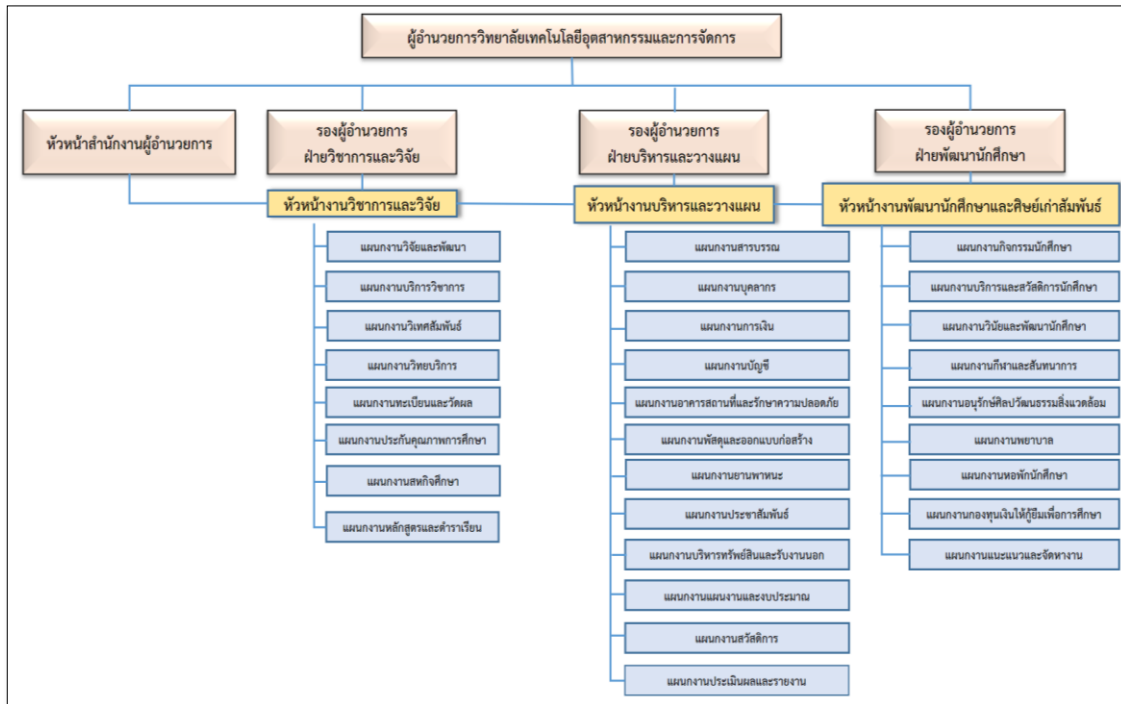 ผู้อำนวยการวิทยาลัยเทคโนโลยีอุตสาหกรรมและการจัดการ
หัวหน้าสำนักงานผู้อำนวยการ
รองผู้อำนวยการ
ฝ่ายวิชาการและวิจัย
รองผู้อำนวยการ
ฝ่ายบริหารและวางแผน
รองผู้อำนวยการ
ฝ่ายพัฒนานักศึกษา
หัวหน้างานวิชาการและวิจัย
แผนกงานวิจัยและพัฒนา
แผนกงานบริการวิชาการ
แผนกงานวิเทศสัมพันธ์
แผนกงานวิทยบริการ
แผนกงานทะเบียนและวัดผล
แผนกงานประกันคุณภาพการศึกษา
แผนกงานสหกิจศึกษา
แผนกงานหลักสูตรและตำราเรียน
หัวหน้างานบริหารและวางแผน
แผนกงานสารบรรณ
แผนกงานบุคลากร
แผนกงานการเงิน
แผนกงานบัญชี
แผนกงานอาคารสถานที่และรักษาความปลอดภัย
แผนกงานพัสดุและออกแบบก่อสร้าง
แผนกงานยานพาหนะ
แผนกงานประชาสัมพันธ์
แผนกงานบริหารทรัพย์สินและรับงานนอก
แผนกงานแผนงานและงบประมาณ
แผนกงานสวัสดิการ
แผนกงานประเมินผลและรายงาน
หัวหน้างานพัฒนานักศึกษาและศิษย์เก่าสัมพันธ์
แผนกงานกิจกรรมนักศึกษา
แผนกงานบริการและสวัสดิการนักศึกษา
แผนกงานวินัยและพัฒนานักศึกษา
แผนกงานกีฬาและสันทนาการ
แผนกงานอนุรักษ์ศิลปวัฒนธรรมสิ่งแวดล้อม
แผนกงานพยาบาล
แผนกงานหอพักนักศึกษา
แผนกงานกองทุนเงินให้กู้ยืมเพื่อการศึกษา
แผนกงานแนะแนวและจัดหางาน